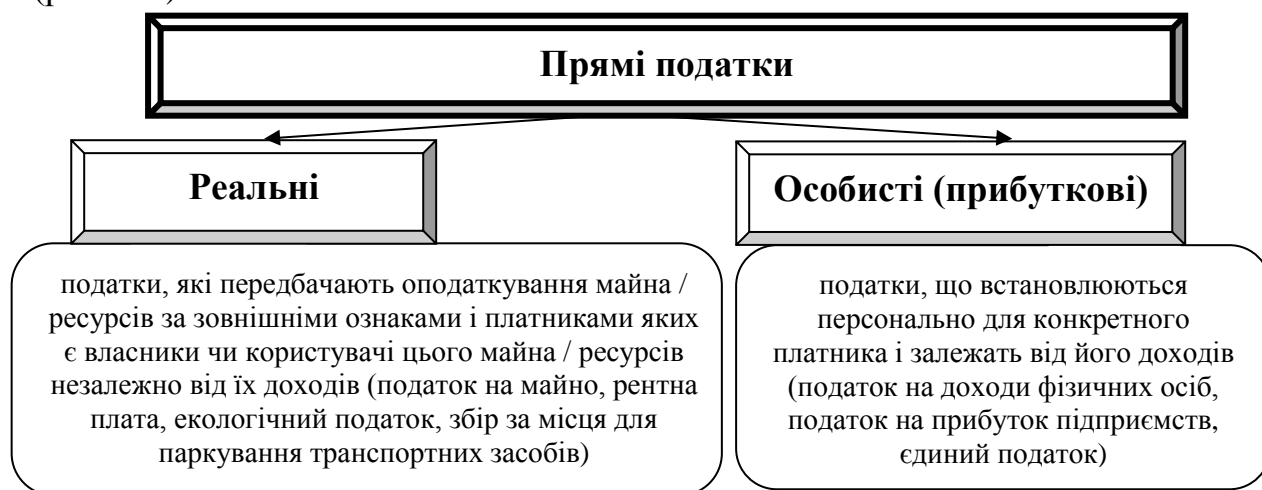 Прямі податки
Реальні
Особисті (прибуткові)
податки, які передбачають оподаткування майна /
ресурсів за зовнішніми ознаками і платниками яких
є власники чи користувачі цього майна / ресурсів
незалежно від їх доходів (податок на майно, рентна
плата, екологічний податок, збір за місця для
паркування транспортних засобів)
податки, що встановлюються
персонально для конкретного
платника і залежать від його доходів
(податок на доходи фізичних осіб,
податок на прибуток підприємств,
єдиний податок)